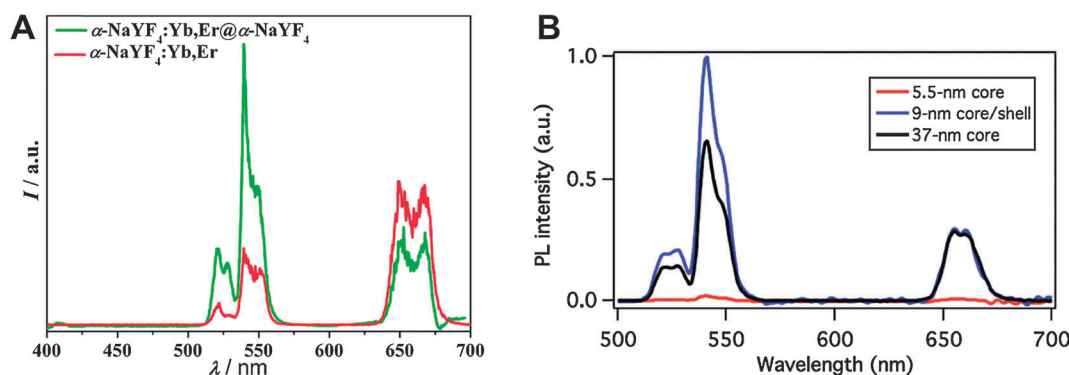 A
α-NaYF4:Yb,Er@α-NaYF4
α-NaYF4:Yb,Er
I / a.u.
400 450 500 550 600 650 700
λ / nm
B
1.0
0.5
0.0
PL intensity (a.u.)
5.5-nm core
9-nm core/shell
37-nm core
500 550 600 650 700
Wavelength (nm)